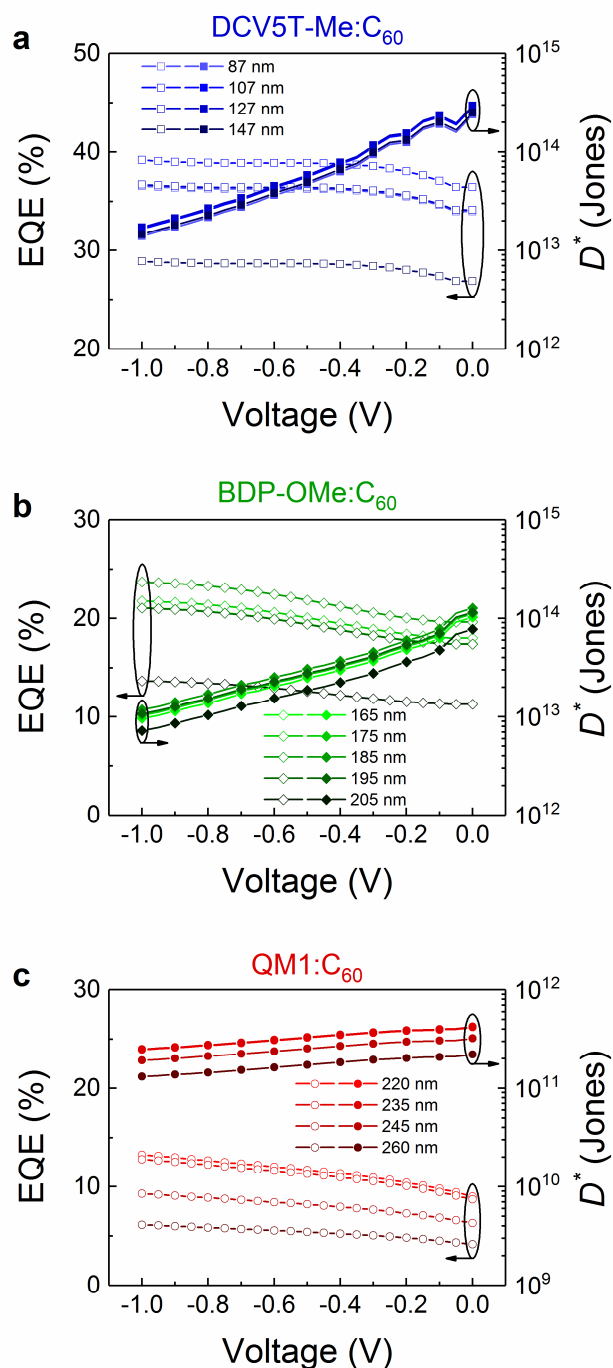 a
DCV5T-Me:C60
87 nm
107 nm
127 nm
147 nm
EQE (%)
40
30
20
10^15
10^14
10^13
10^12
D* (Jones)
-1.0 -0.8 -0.6 -0.4 -0.2 0.0
Voltage (V)
b
BDP-OMe:C60
EQE (%)
30
20
10
0
165 nm
175 nm
185 nm
195 nm
205 nm
10^15
10^14
10^13
10^12
D* (Jones)
-1.0 -0.8 -0.6 -0.4 -0.2 0.0
Voltage (V)
c
QM1:C60
EQE (%)
30
20
10
0
220 nm
235 nm
245 nm
260 nm
10^12
10^11
10^10
10^9
D* (Jones)
-1.0 -0.8 -0.6 -0.4 -0.2 0.0
Voltage (V)